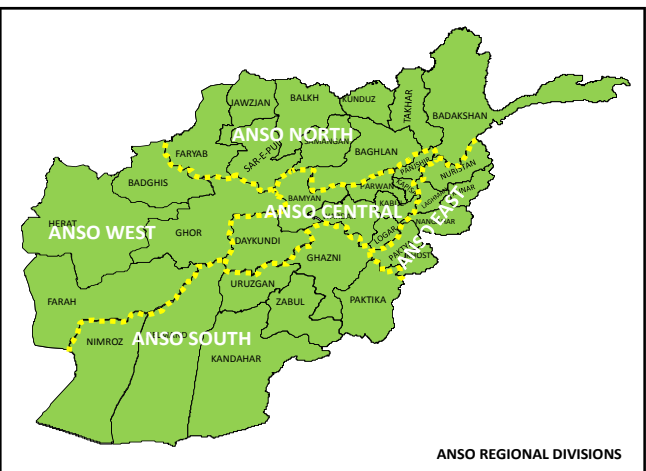 JAWZJAN
BALKH
KUNDUZ
TAKHAR
BADAKSHAN
ANSO NORTH
FARYAB
SAR-E-PUL
SAMANGAN
BAGHLAN
PANJSHIR
NURISTAN
BADGHIS
BAMYAN
PARWAN
KAPISA
LAGHMAN
KUNAR
HERAT
ANSO WEST
GHOR
ANSO CENTRAL
KABUL
NANGARHAR
DAYKUNDI
LOGAR
ANSO EAST
GHAZNI
PAKTYA
KHOST
FARAH
URUZGAN
ZABUL
PAKTIKA
NIMROZ
ANSO SOUTH
KANDAHAR
ANSO REGIONAL DIVISIONS